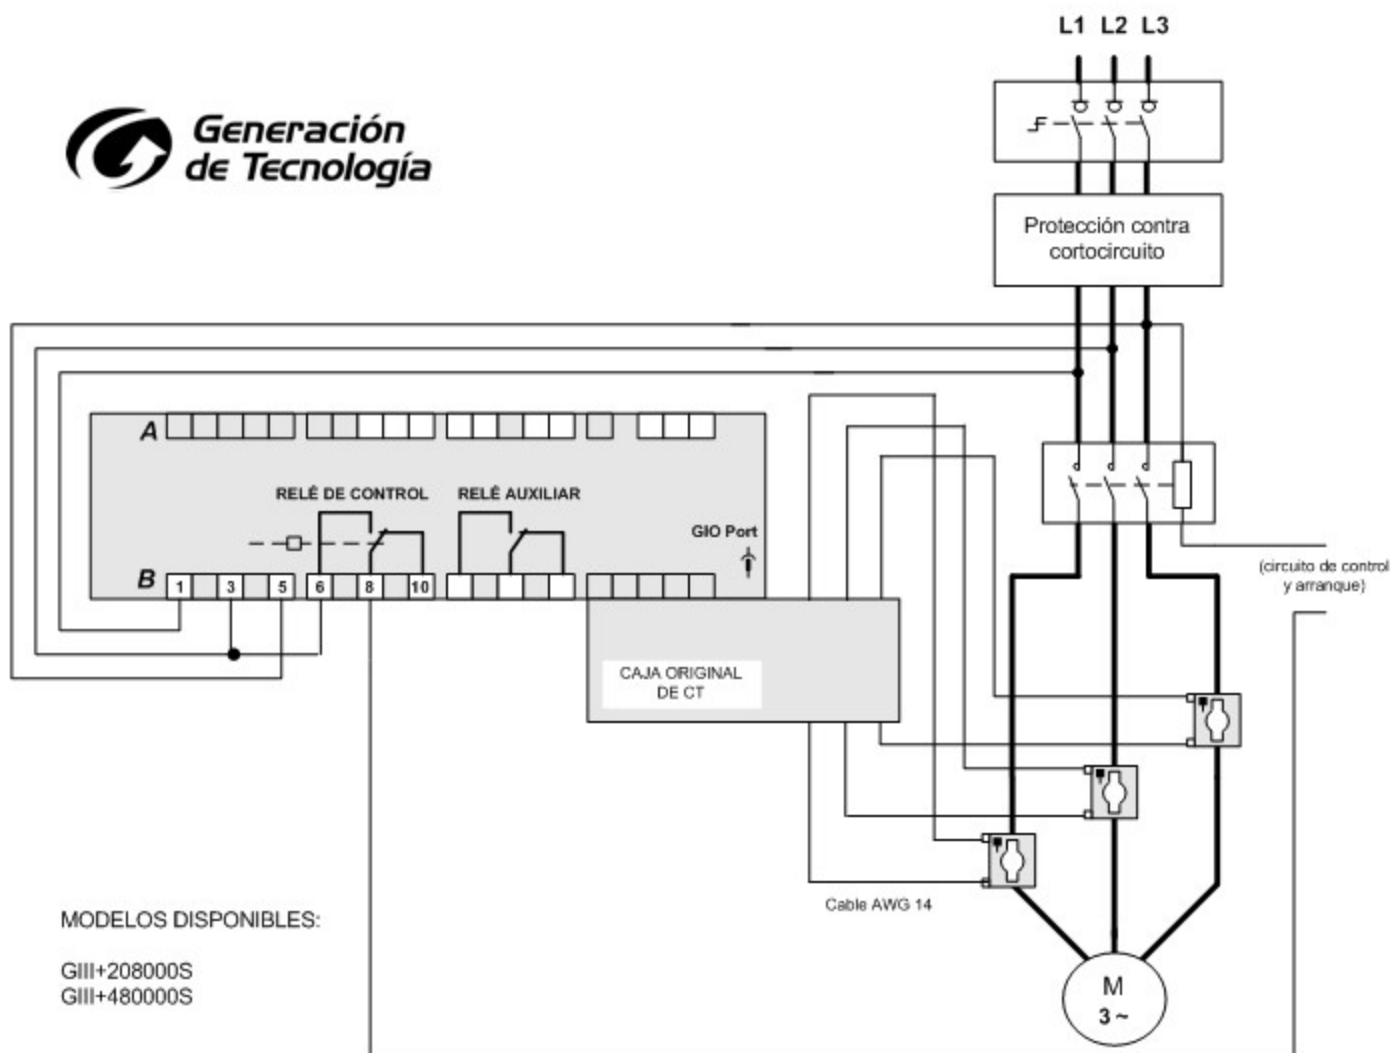 L1 L2 L3
Generación
de Tecnología
Protección contra
cortocircuito
A
RELÉ DE CONTROL RELÉ AUXILIAR
GIO Port
B 1 3 5 6 8 10
(circuito de control
y arranque)
CAJA ORIGINAL
DE CT
Cable AWG 14
MODELOS DISPONIBLES:
GIII+208000S
GIII+480000S
M
3 ~